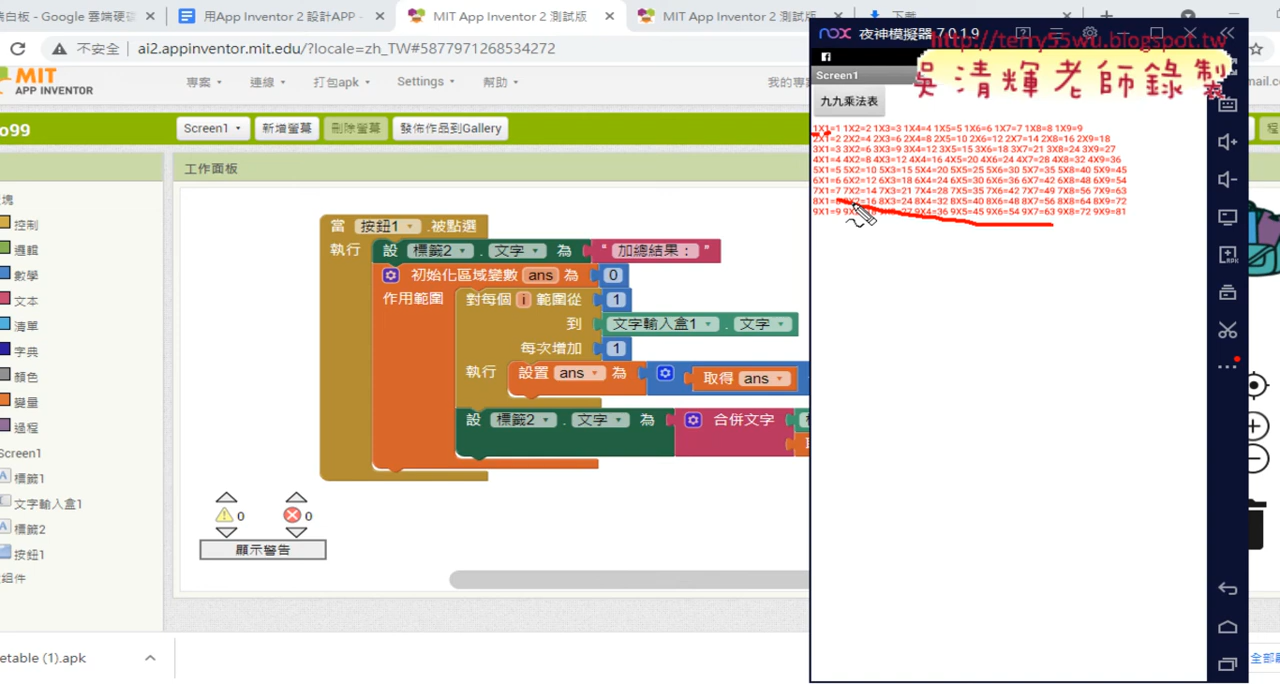 端白板 - Google 雲端硬碟
用App Inventor 2 設計APP -
MIT App Inventor 2 測試版
MIT App Inventor 2 測試版
下載
不安全
ai2.appinventor.mit.edu/?locale=zh_TW#5877971268534272
MIT
APP INVENTOR
專案
連線
打包apk
Settings
幫助
我的專
o99
Screen1
新增螢幕
刪除螢幕
發佈作品到Gallery
程
塊
控制
邏輯
數學
文本
清單
字典
顏色
變量
過程
Screen1
標籤1
文字輸入盒1
標籤2
按鈕1
組件
工作面板
當 按鈕1 .被點選
執行 設 標籤2 . 文字 為 " 加總結果： "
初始化區域變數 ans 為 0
作用範圍 對每個 i 範圍從 1
到 文字輸入盒1 . 文字
每次增加 1
執行 設置 ans 為 取得 ans
設 標籤2 . 文字 為 合併文字
0 0
顯示警告
etable (1).apk
夜神模擬器 7.0.1.9
http://terry55wu.blogspot.tw
吳清輝老師錄製
Screen1
九九乘法表
1X1=1 1X2=2 1X3=3 1X4=4 1X5=5 1X6=6 1X7=7 1X8=8 1X9=9
2X1=2 2X2=4 2X3=6 2X4=8 2X5=10 2X6=12 2X7=14 2X8=16 2X9=18
3X1=3 3X2=6 3X3=9 3X4=12 3X5=15 3X6=18 3X7=21 3X8=24 3X9=27
4X1=4 4X2=8 4X3=12 4X4=16 4X5=20 4X6=24 4X7=28 4X8=32 4X9=36
5X1=5 5X2=10 5X3=15 5X4=20 5X5=25 5X6=30 5X7=35 5X8=40 5X9=45
6X1=6 6X2=12 6X3=18 6X4=24 6X5=30 6X6=36 6X7=42 6X8=48 6X9=54
7X1=7 7X2=14 7X3=21 7X4=28 7X5=35 7X6=42 7X7=49 7X8=56 7X9=63
8X1=8 8X2=16 8X3=24 8X4=32 8X5=40 8X6=48 8X7=56 8X8=64 8X9=72
9X1=9 9X2=18 9X3=27 9X4=36 9X5=45 9X6=54 9X7=63 9X8=72 9X9=81